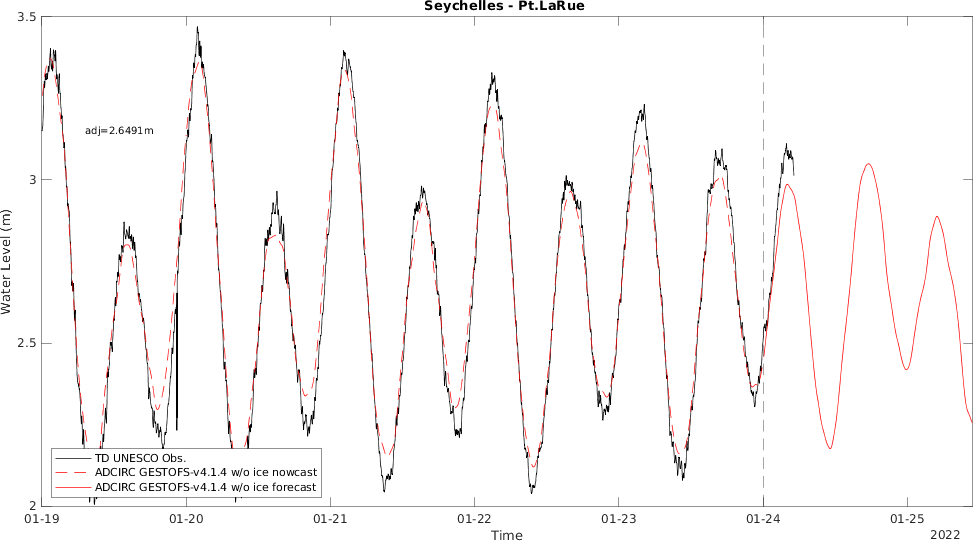 Seychelles - Pt.LaRue
3.5
adj=2.6491m
3
Water Level (m)
2.5
TD UNESCO Obs.
ADCIRC GESTOFS-v4.1.4 w/o ice nowcast
ADCIRC GESTOFS-v4.1.4 w/o ice forecast
2
01-19 01-20 01-21 01-22 01-23 01-24 01-25
Time
2022